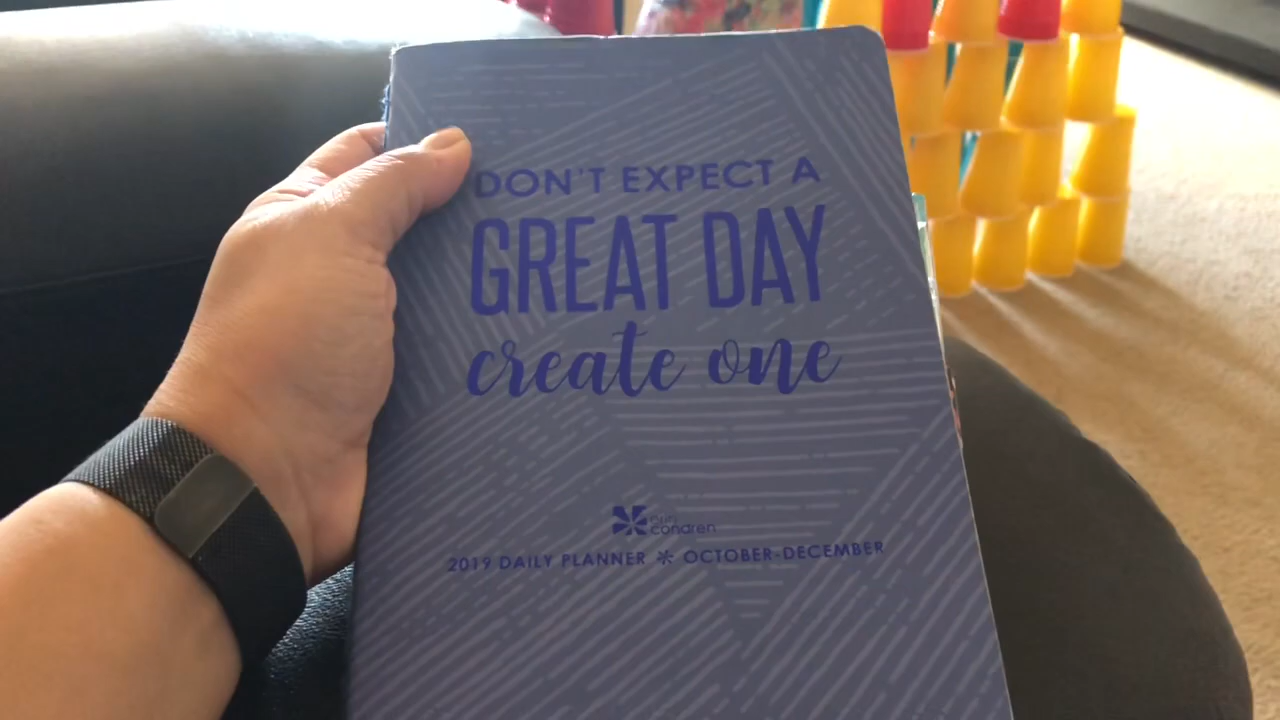 DON'T EXPECT A
GREAT DAY
create one
erin
condren
2019 DAILY PLANNER * OCTOBER-DECEMBER